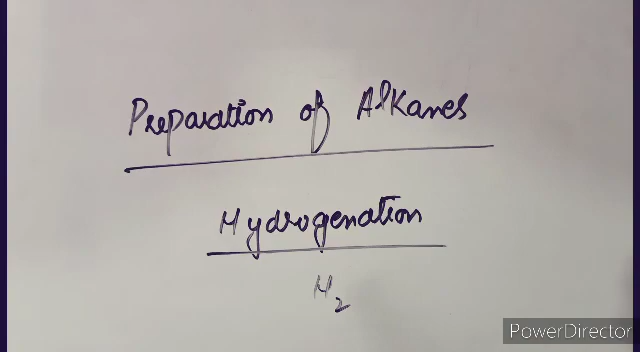 Preparation of Alkanes
Hydrogenation
H2
PowerDirector